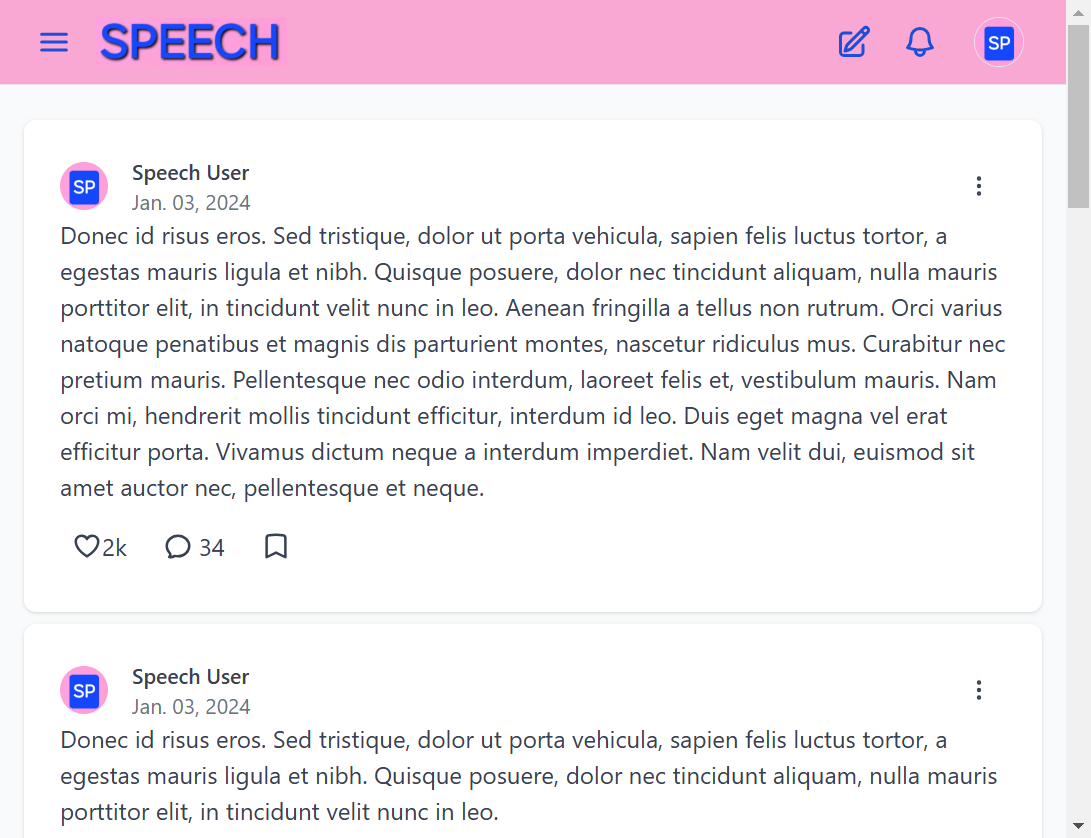 SPEECH
SP
SP
Speech User
Jan. 03, 2024
Donec id risus eros. Sed tristique, dolor ut porta vehicula, sapien felis luctus tortor, a
egestas mauris ligula et nibh. Quisque posuere, dolor nec tincidunt aliquam, nulla mauris
porttitor elit, in tincidunt velit nunc in leo. Aenean fringilla a tellus non rutrum. Orci varius
natoque penatibus et magnis dis parturient montes, nascetur ridiculus mus. Curabitur nec
pretium mauris. Pellentesque nec odio interdum, laoreet felis et, vestibulum mauris. Nam
orci mi, hendrerit mollis tincidunt efficitur, interdum id leo. Duis eget magna vel erat
efficitur porta. Vivamus dictum neque a interdum imperdiet. Nam velit dui, euismod sit
amet auctor nec, pellentesque et neque.
2k 34
SP
Speech User
Jan. 03, 2024
Donec id risus eros. Sed tristique, dolor ut porta vehicula, sapien felis luctus tortor, a
egestas mauris ligula et nibh. Quisque posuere, dolor nec tincidunt aliquam, nulla mauris
porttitor elit, in tincidunt velit nunc in leo.